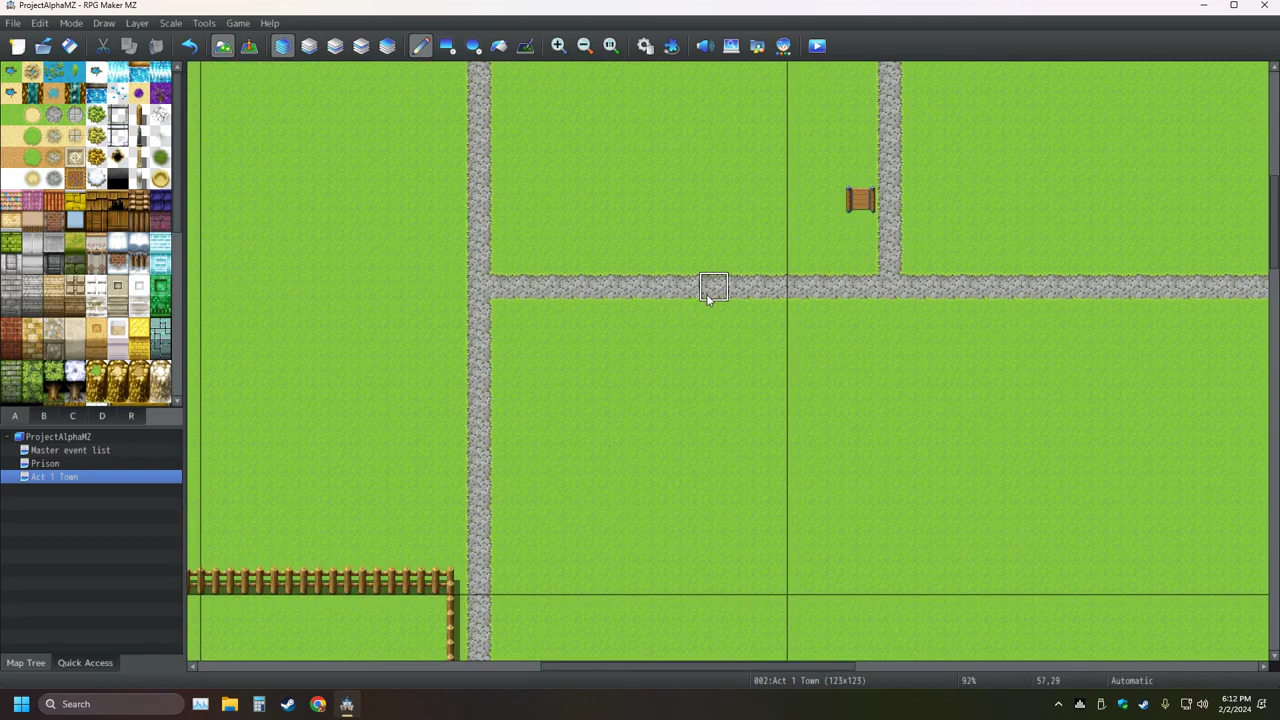 ProjectAlphaMZ - RPG Maker MZ
File Edit Mode Draw Layer Scale Tools Game Help
A B C D R
ProjectAlphaMZ
Master event list
Prison
Act 1 Town
Map Tree Quick Access
002:Act 1 Town (123x123) 92% 57,29 Automatic
Search
6:12 PM
2/2/2024